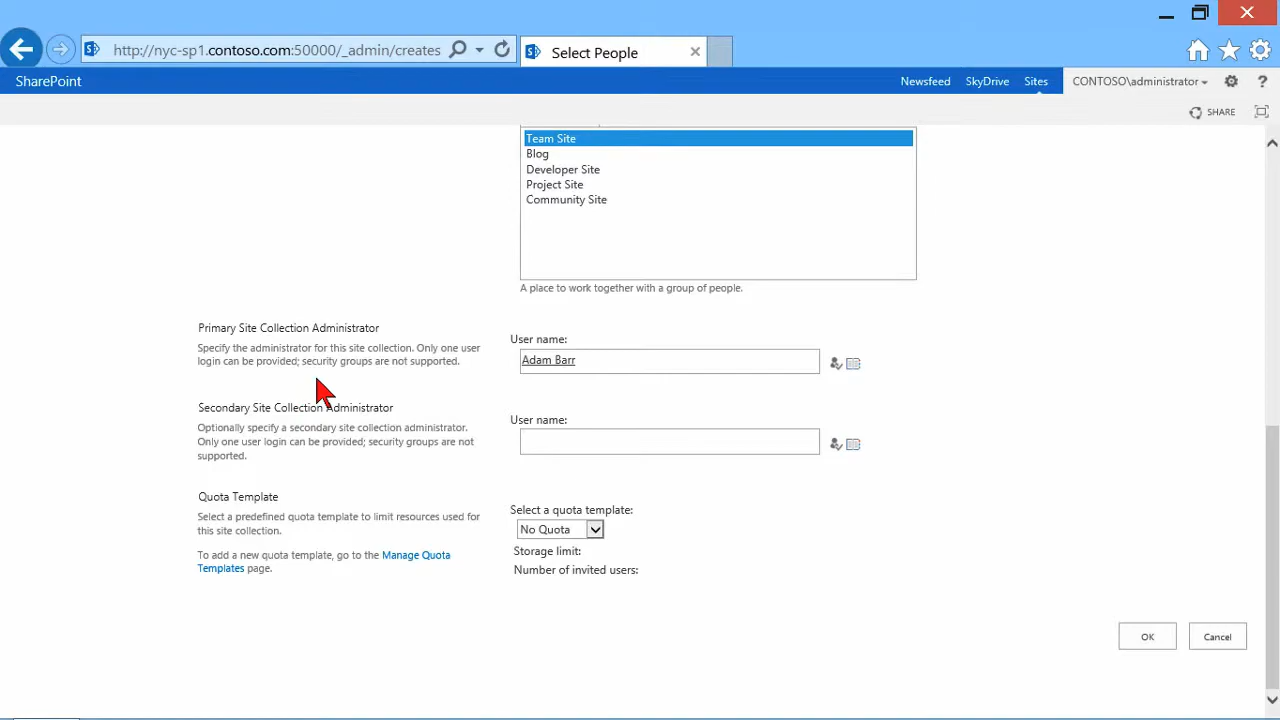 http://nyc-sp1.contoso.com:50000/_admin/creates
Select People
SharePoint
Newsfeed
SkyDrive
Sites
CONTOSO\administrator
?
SHARE
Team Site
Blog
Developer Site
Project Site
Community Site
A place to work together with a group of people.
Primary Site Collection Administrator
Specify the administrator for this site collection. Only one user
login can be provided; security groups are not supported.
User name:
Adam Barr
Secondary Site Collection Administrator
Optionally specify a secondary site collection administrator.
Only one user login can be provided; security groups are not
supported.
User name:
Quota Template
Select a predefined quota template to limit resources used for
this site collection.
To add a new quota template, go to the Manage Quota
Templates page.
Select a quota template:
No Quota
Storage limit:
Number of invited users:
OK
Cancel